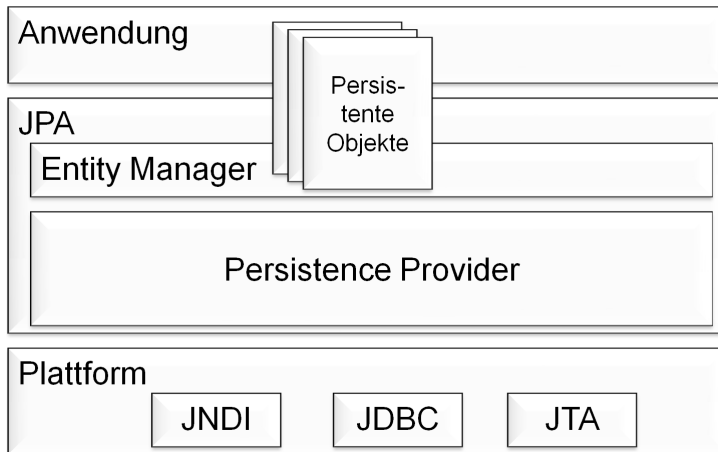 Anwendung
Persis-
tente
Objekte
JPA
Entity Manager
Persistence Provider
Plattform
JNDI
JDBC
JTA